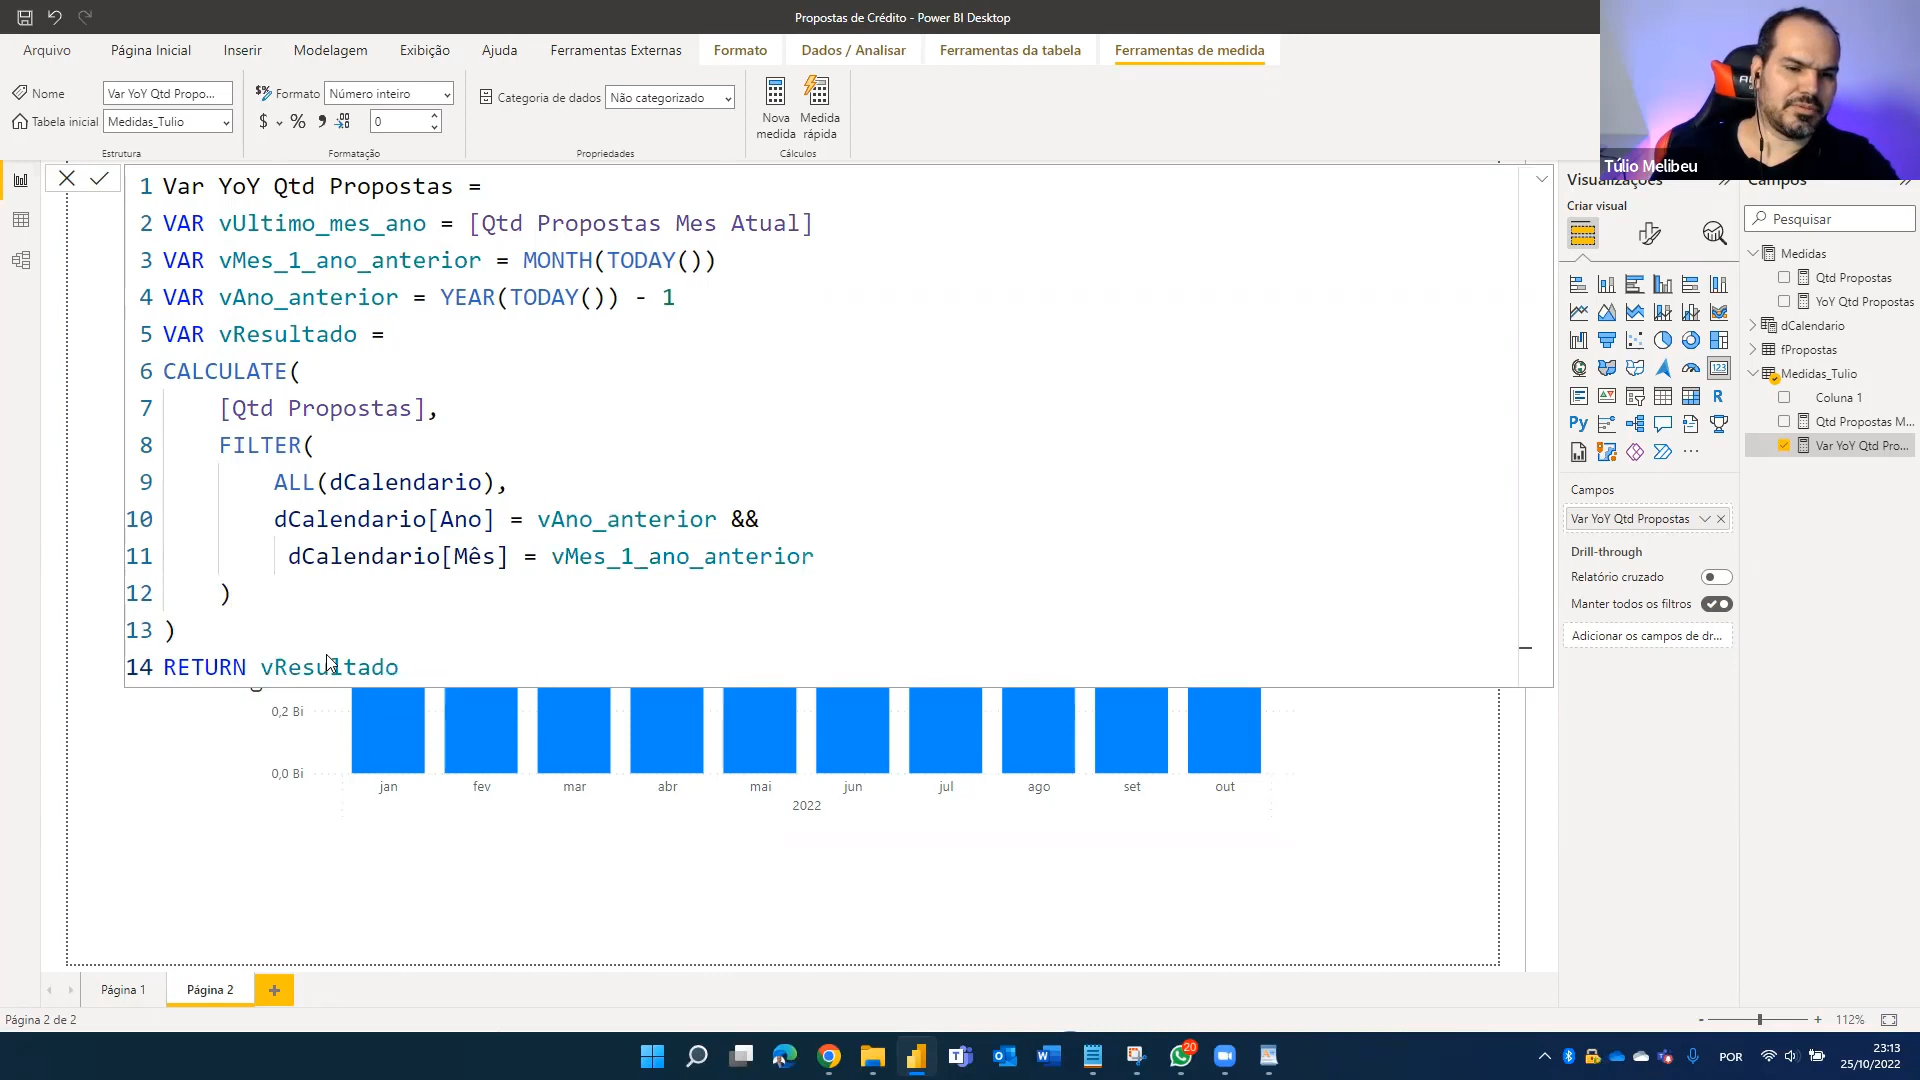 Propostas de Crédito - Power BI Desktop
Arquivo
Página Inicial
Inserir
Modelagem
Exibição
Ajuda
Ferramentas Externas
Formato
Dados / Analisar
Ferramentas da tabela
Ferramentas de medida
Nome
Var YoY Qtd Propo...
Tabela inicial
Medidas_Tulio
Estrutura
Formato
Número inteiro
$ % 0
Formatação
Categoria de dados
Não categorizado
Propriedades
Nova medida
Medida rápida
Cálculos
Túlio Melibeu
1 Var YoY Qtd Propostas =
2 VAR vUltimo_mes_ano = [Qtd Propostas Mes Atual]
3 VAR vMes_1_ano_anterior = MONTH(TODAY())
4 VAR vAno_anterior = YEAR(TODAY()) - 1
5 VAR vResultado =
6 CALCULATE(
7 [Qtd Propostas],
8 FILTER(
9 ALL(dCalendario),
10 dCalendario[Ano] = vAno_anterior &&
11 dCalendario[Mês] = vMes_1_ano_anterior
12 )
13 )
14 RETURN vResultado
0,2 Bi
0,0 Bi
jan fev mar abr mai jun jul ago set out
2022
Visualizações
Criar visual
123
R
Py
Campos
Var YoY Qtd Propostas
Drill-through
Relatório cruzado
Manter todos os filtros
Adicionar os campos de dr...
Campos
Pesquisar
Medidas
Qtd Propostas
YoY Qtd Propostas
dCalendario
fPropostas
Medidas_Tulio
Coluna 1
Qtd Propostas M...
Var YoY Qtd Pro...
Página 1
Página 2
+
Página 2 de 2
- + 112%
20
POR
23:13
25/10/2022